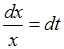 dx/x = dt